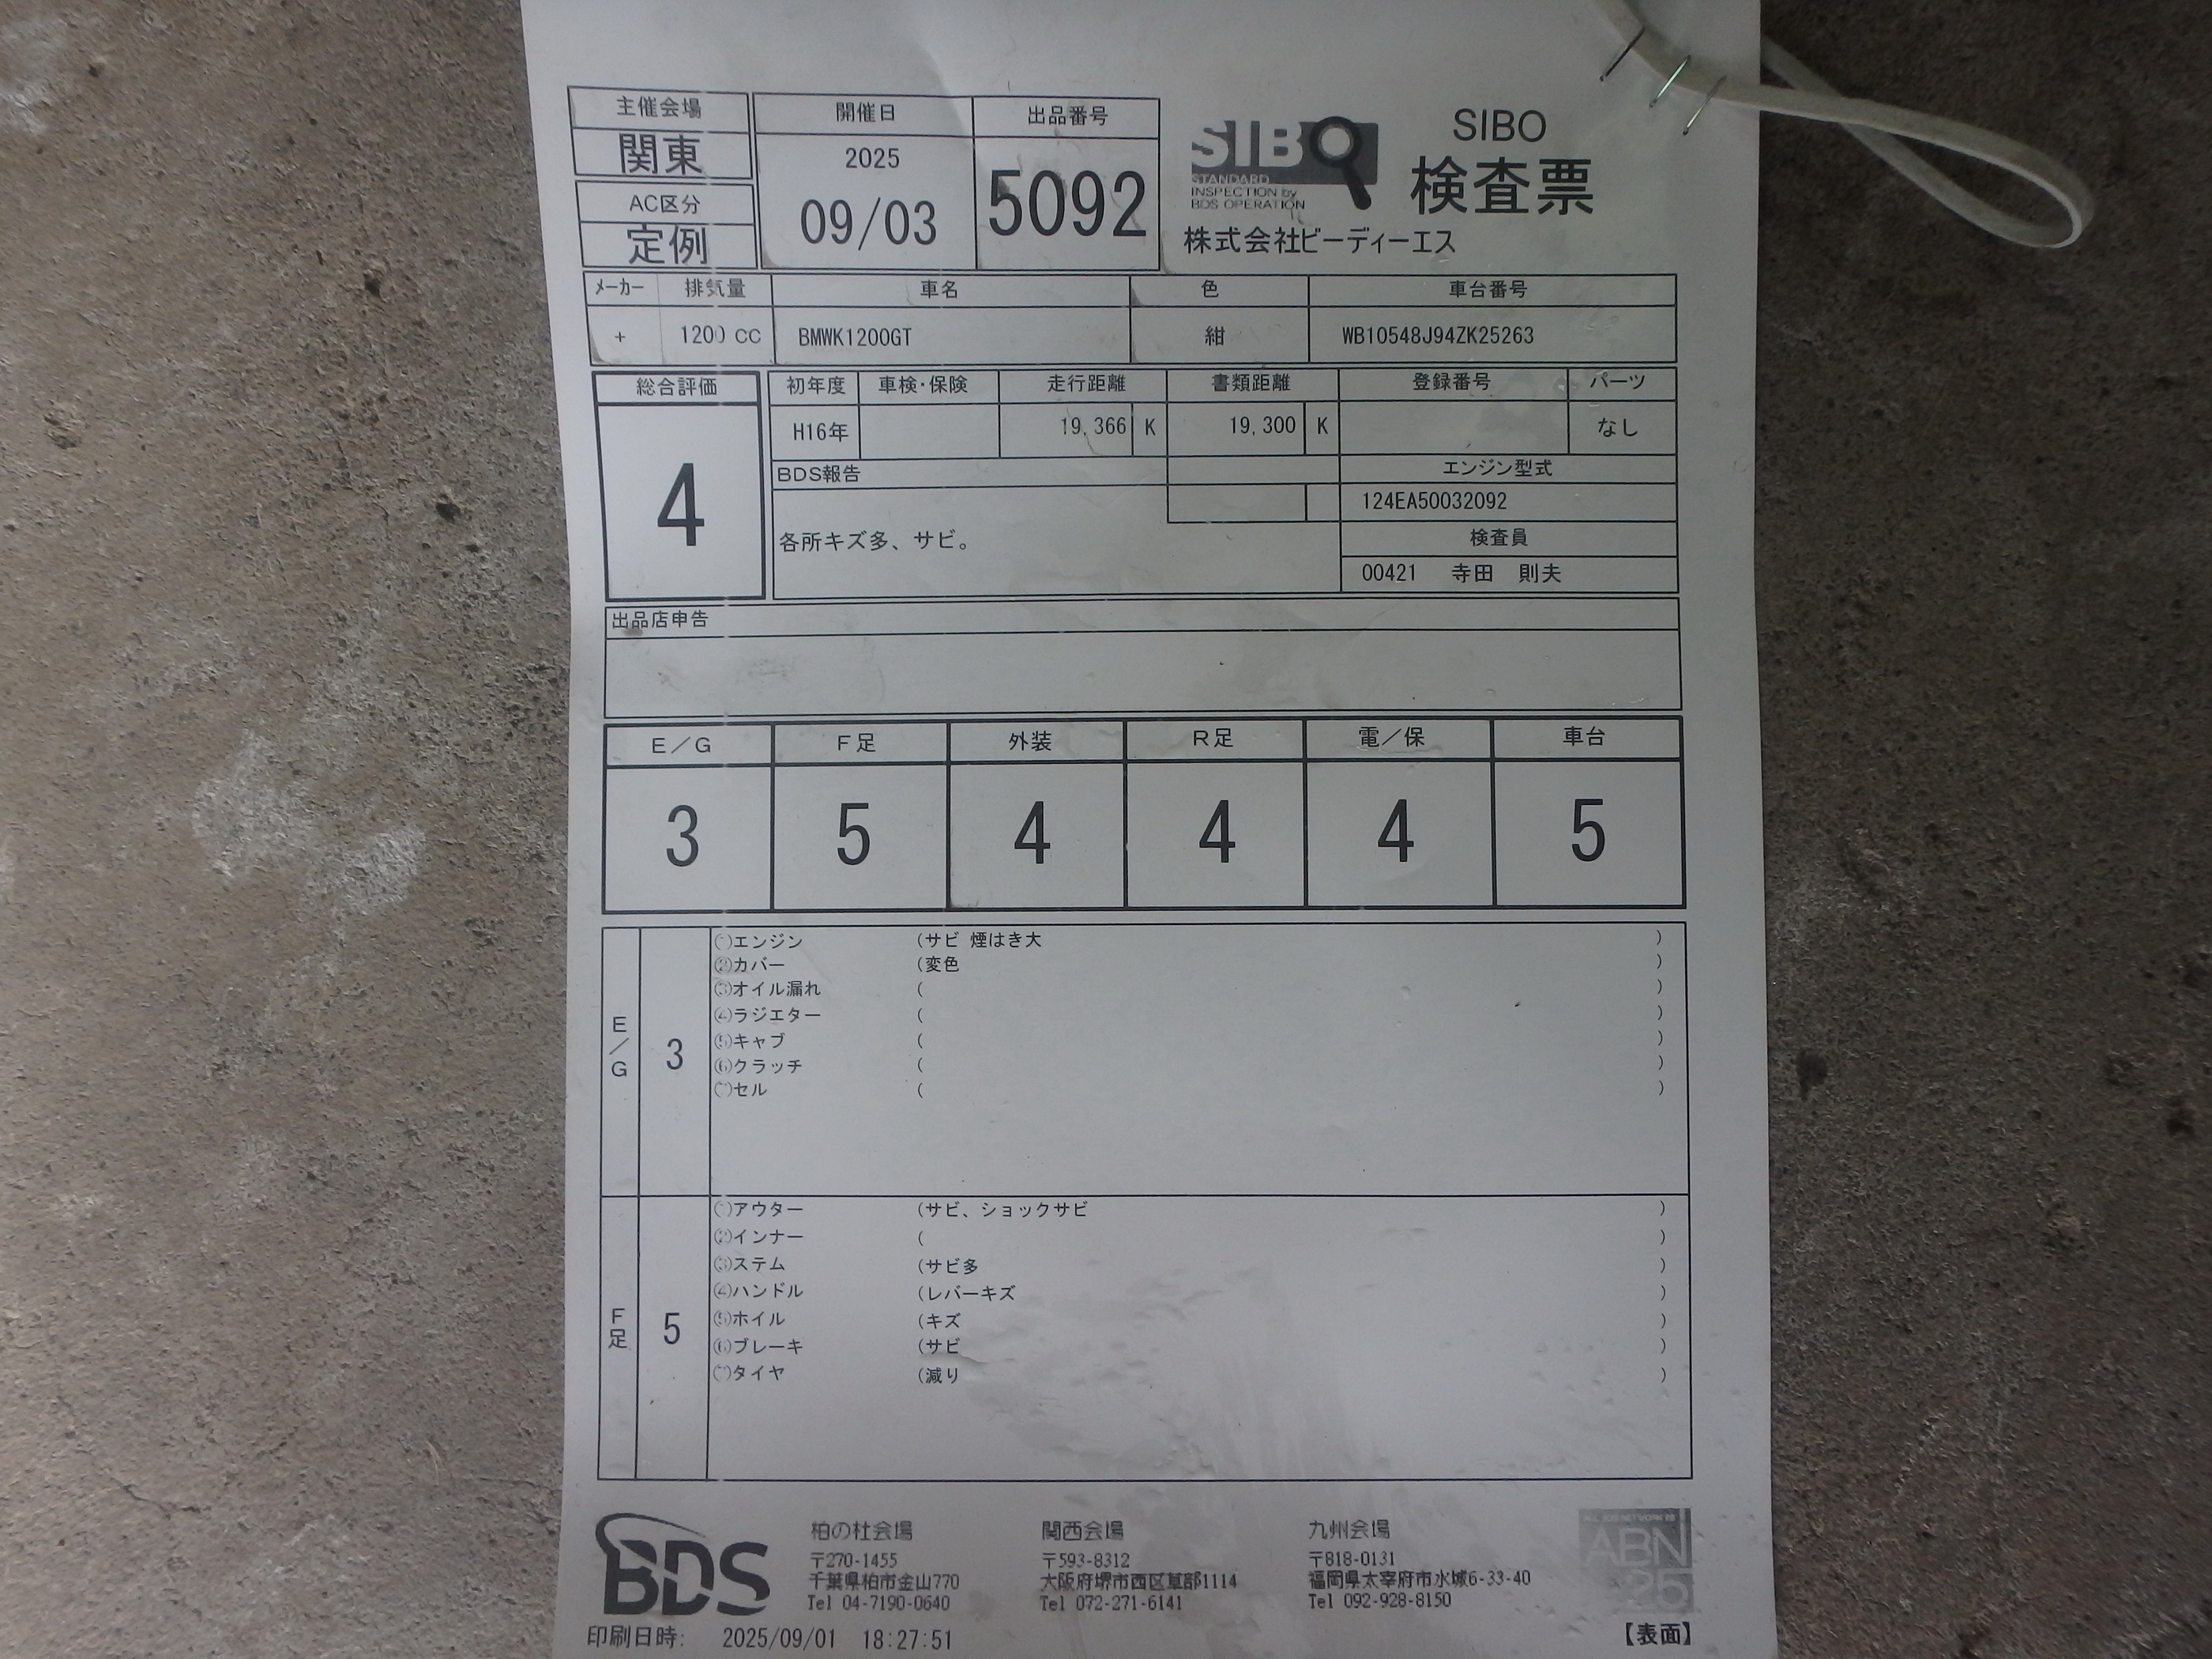 主催会場 開催日 出品番号
関東 2025 09/03 5092
AC区分
定例
SIBO
STANDARD
INSPECTION by
BDS OPERATION
SIBO
検査票
株式会社ビーディーエス
メーカー 排気量 車名 色 車台番号
+ 1200 CC BMWK1200GT 紺 WB10548J94ZK25263
総合評価 初年度 車検・保険 走行距離 書類距離 登録番号 パーツ
4 H16年 19,366 K 19,300 K なし
BDS報告 エンジン型式
124EA50032092
各所キズ多、サビ。 検査員
00421 寺田 則夫
出品店申告
E/G F足 外装 R足 電/保 車台
3 5 4 4 4 5
E/G 3
①エンジン (サビ 煙はき大 )
②カバー (変色 )
③オイル漏れ ( )
④ラジエター ( )
⑤キャブ ( )
⑥クラッチ ( )
⑦セル ( )
F足 5
①アウター (サビ、ショックサビ )
②インナー ( )
③ステム (サビ多 )
④ハンドル (レバーキズ )
⑤ホイル (キズ )
⑥ブレーキ (サビ )
⑦タイヤ (減り )
BDS
柏の杜会場 関西会場 九州会場
〒270-1455 〒593-8312 〒818-0131
千葉県柏市金山770 大阪府堺市西区草部1114 福岡県太宰府市水城6-33-40
Tel 04-7190-0640 Tel 072-271-6141 Tel 092-928-8150
ABN
25
印刷日時: 2025/09/01 18:27:51 【表面】